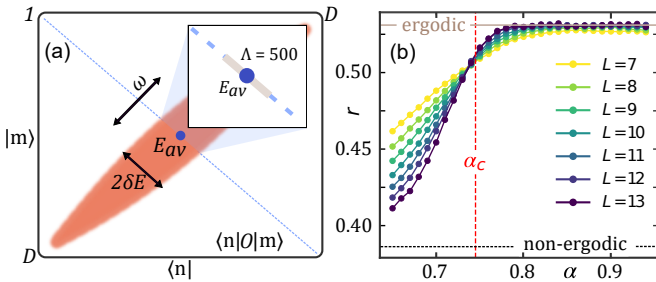 1
D
(a)
ω
Λ = 500
E_av
|m⟩
E_av
2δE
⟨n|O|m⟩
D
⟨n|
(b)
ergodic
r
0.50
0.45
0.40
L=7
L=8
L=9
L=10
L=11
L=12
L=13
α_c
non-ergodic
0.7
0.8
α
0.9